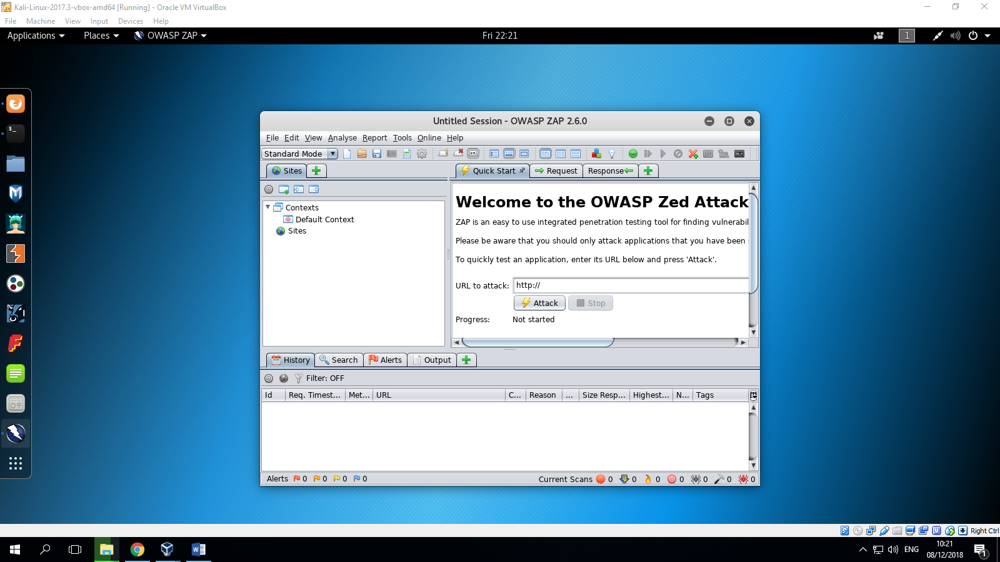 Kali-Linux-2017.3-vbox-amd64 [Running] - Oracle VM VirtualBox
File Machine View Input Devices Help
Applications Places OWASP ZAP Fri 22:21 1
Untitled Session - OWASP ZAP 2.6.0
File Edit View Analyse Report Tools Online Help
Standard Mode
Sites
Quick Start Request Response
Contexts
Default Context
Sites
Welcome to the OWASP Zed Attack
ZAP is an easy to use integrated penetration testing tool for finding vulnerabil
Please be aware that you should only attack applications that you have been
To quickly test an application, enter its URL below and press 'Attack'.
URL to attack: http://
Attack Stop
Progress: Not started
History Search Alerts Output
Filter: OFF
Id Req. Timest... Met... URL C... Reason ... Size Resp... Highest... N... Tags
Alerts 0 0 0 0 Current Scans 0 0 0 0 0 0 0
Right Ctrl
ENG 10:21
08/12/2018
1